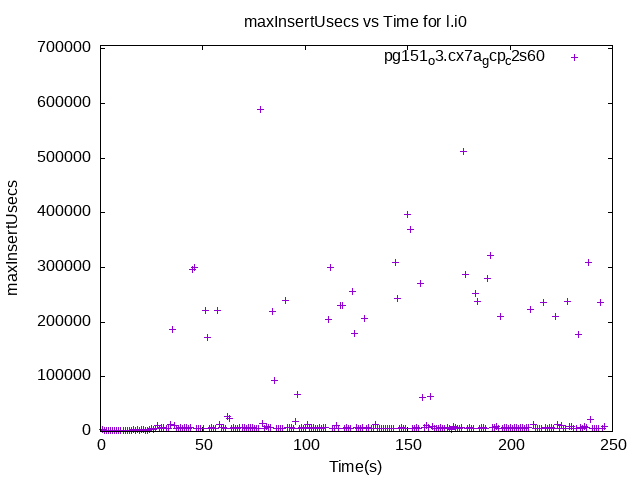 maxInsertUsecs vs Time for l.i0
pg151o3.cx7agcpc2s60
700000
600000
500000
400000
300000
200000
100000
0
maxInsertUsecs
0 50 100 150 200 250
Time(s)